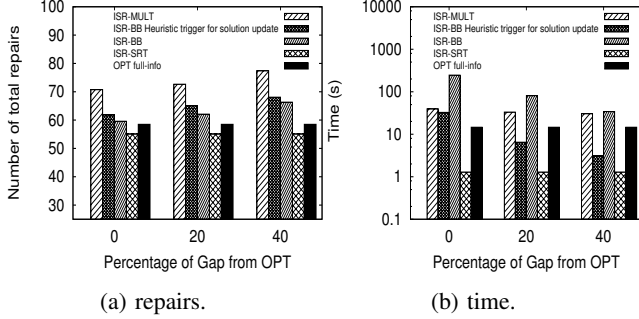 ISR-MULT
ISR-BB Heuristic trigger for solution update
ISR-BB
ISR-SRT
OPT full-info
Number of total repairs
100
90
80
70
60
50
40
30
0
20
40
Percentage of Gap from OPT
(a) repairs.
ISR-MULT
ISR-BB Heuristic trigger for solution update
ISR-BB
ISR-SRT
OPT full-info
Time (s)
10000
1000
100
10
1
0.1
0
20
40
Percentage of Gap from OPT
(b) time.